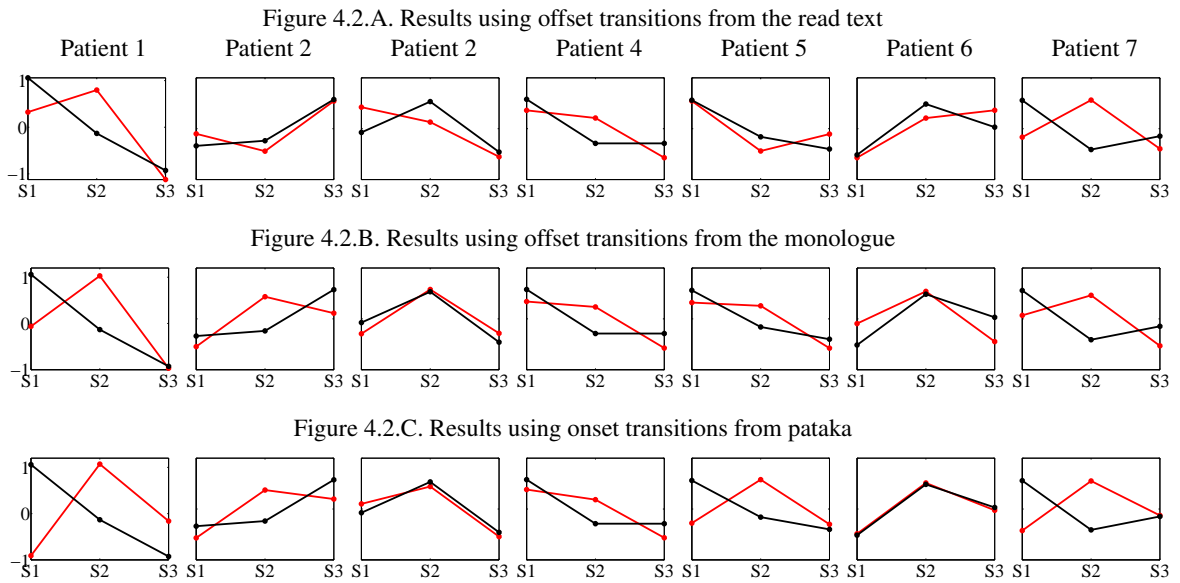 Figure 4.2.A. Results using offset transitions from the read text
Patient 1 Patient 2 Patient 2 Patient 4 Patient 5 Patient 6 Patient 7
1
0
−1
S1 S2 S3 S1 S2 S3 S1 S2 S3 S1 S2 S3 S1 S2 S3 S1 S2 S3 S1 S2 S3
Figure 4.2.B. Results using offset transitions from the monologue
1
0
−1
S1 S2 S3 S1 S2 S3 S1 S2 S3 S1 S2 S3 S1 S2 S3 S1 S2 S3 S1 S2 S3
Figure 4.2.C. Results using onset transitions from pataka
1
0
−1
S1 S2 S3 S1 S2 S3 S1 S2 S3 S1 S2 S3 S1 S2 S3 S1 S2 S3 S1 S2 S3